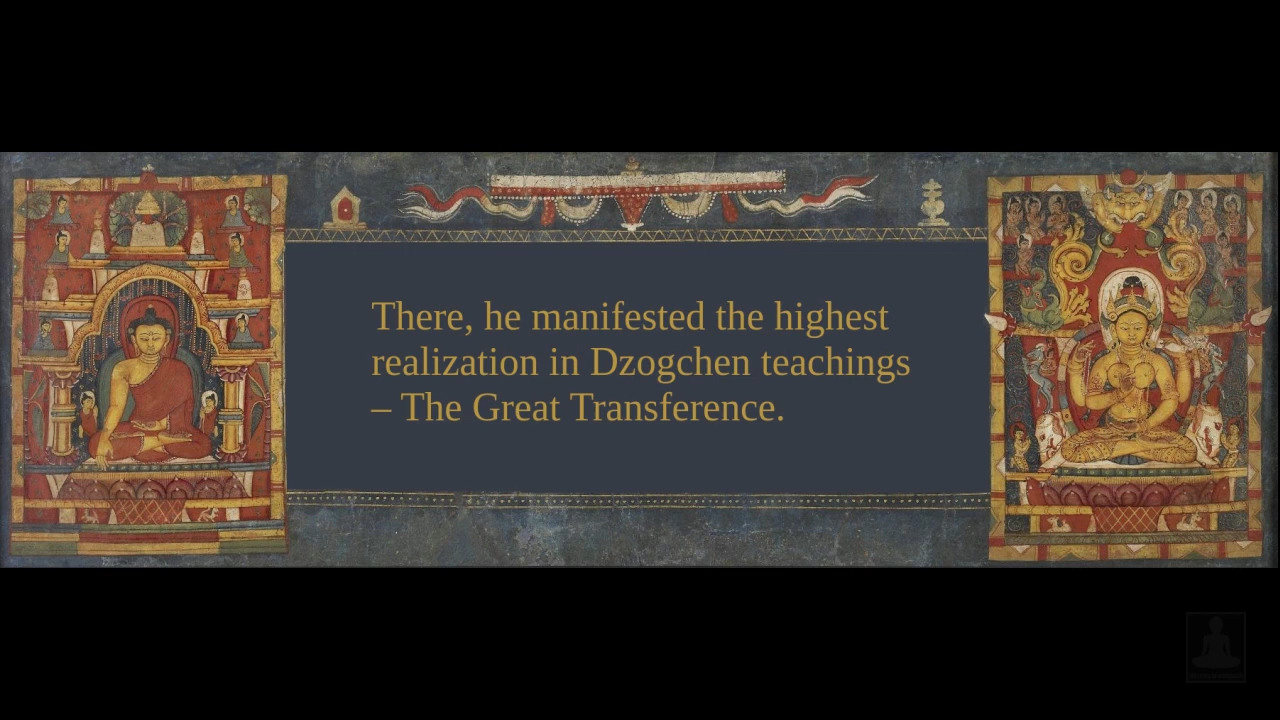 There, he manifested the highest
realization in Dzogchen teachings
– The Great Transference.